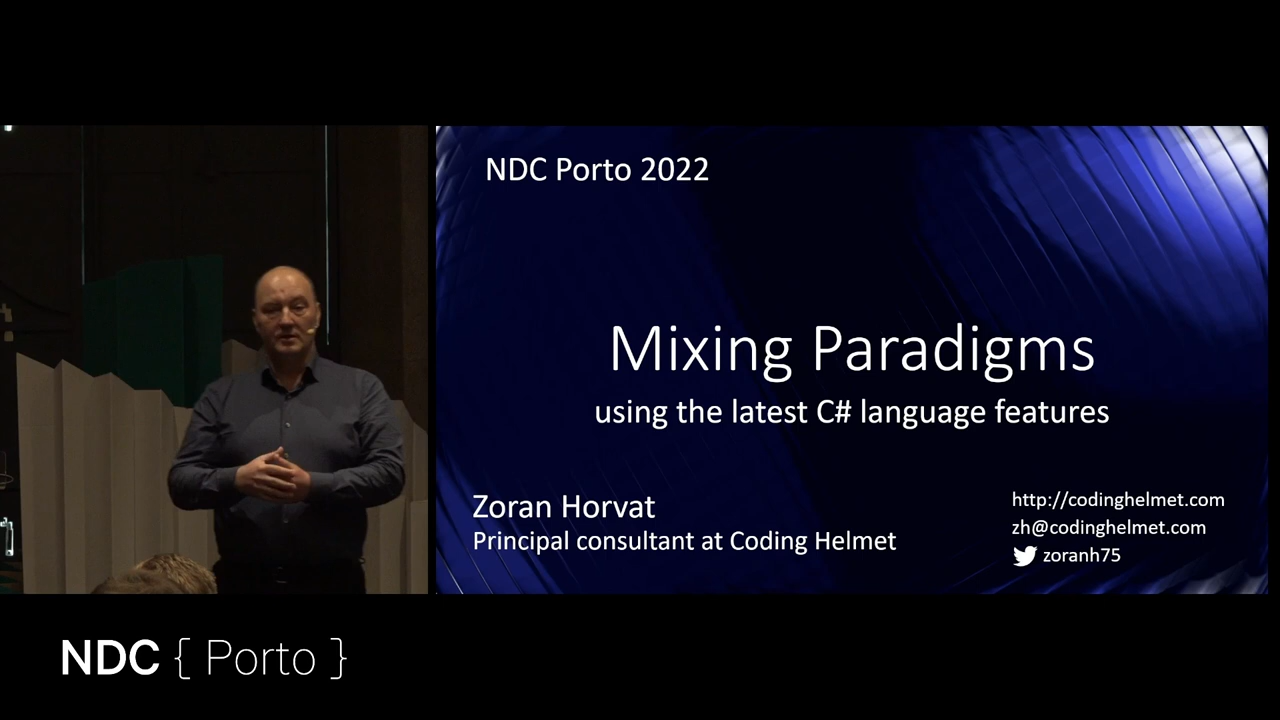 NDC Porto 2022
Mixing Paradigms
using the latest C# language features
Zoran Horvat
Principal consultant at Coding Helmet
http://codinghelmet.com
zh@codinghelmet.com
zoranh75
NDC { Porto }